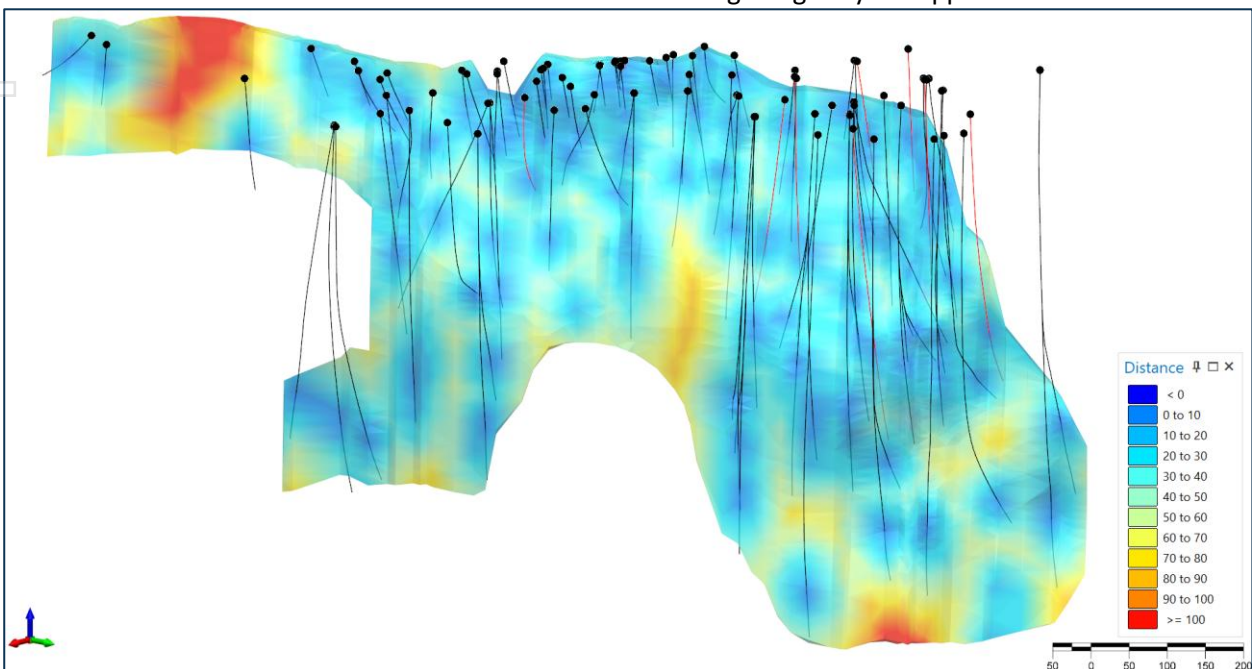 Distance
< 0
0 to 10
10 to 20
20 to 30
30 to 40
40 to 50
50 to 60
60 to 70
70 to 80
80 to 90
90 to 100
>= 100
50 0 50 100 150 200